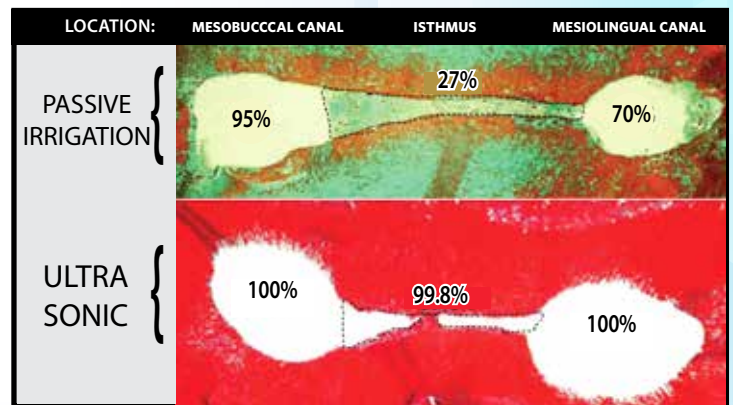 LOCATION: MESOBUCCCAL CANAL ISTHMUS MESIOLINGUAL CANAL
PASSIVE
IRRIGATION
95% 27% 70%
ULTRA
SONIC
100% 99.8% 100%